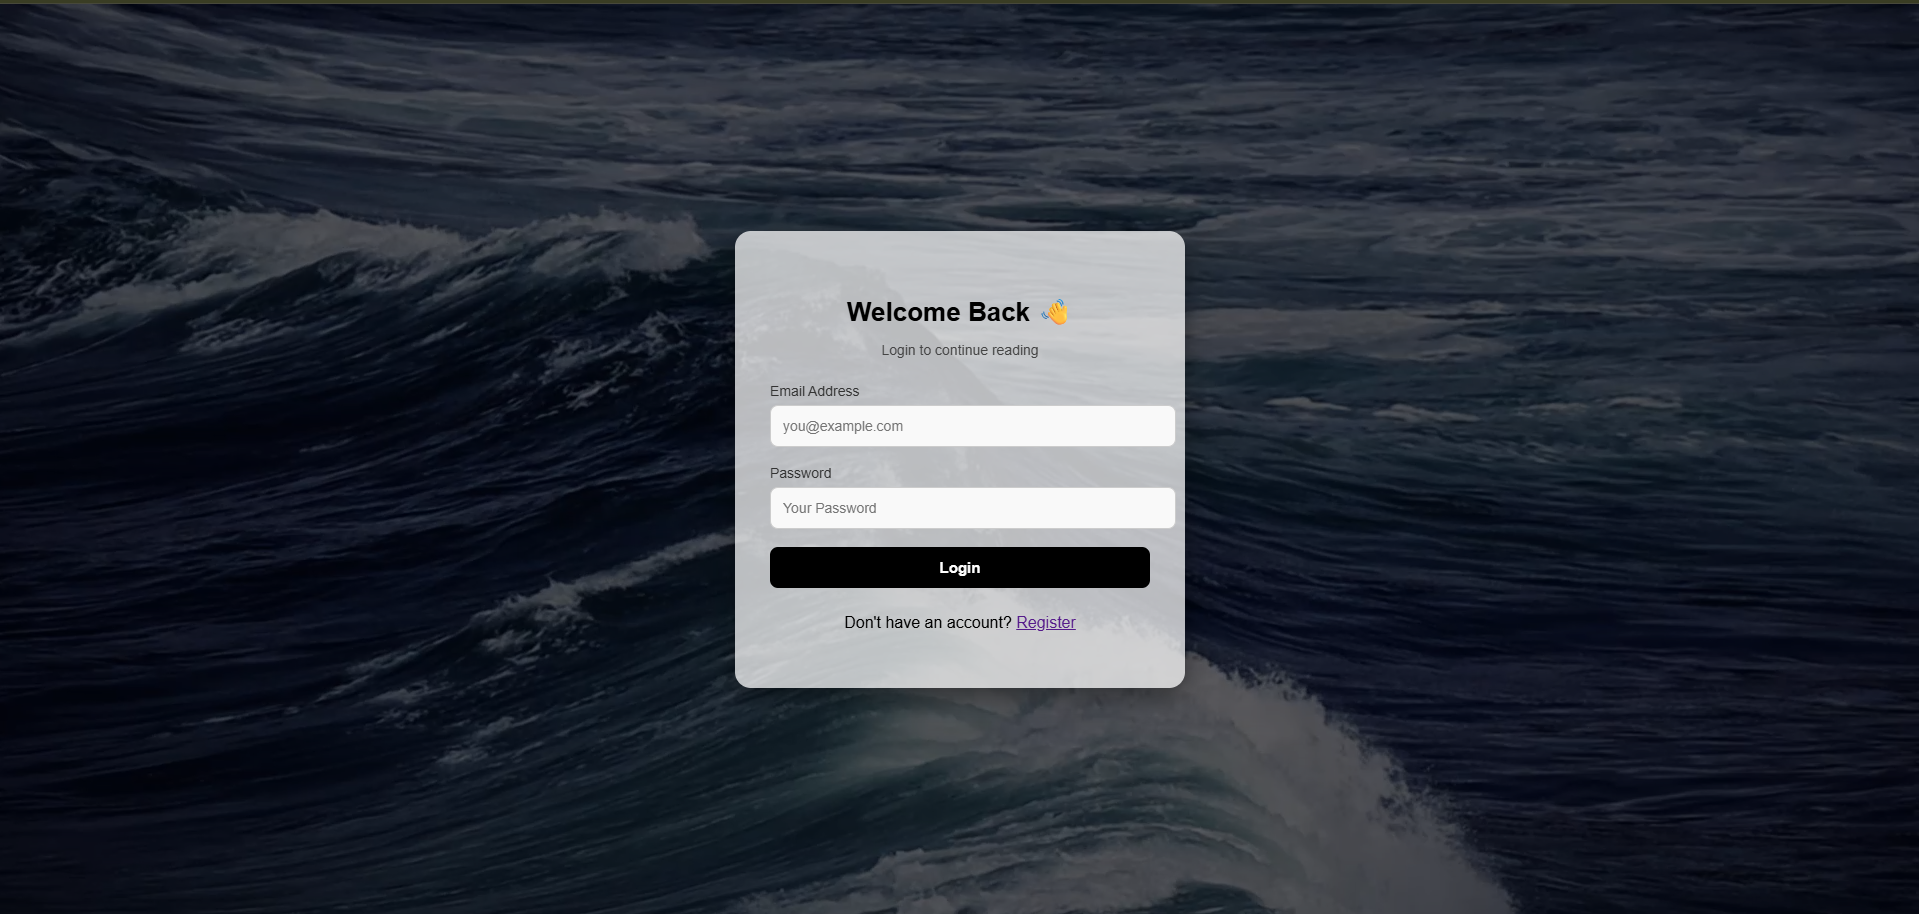 Welcome Back 👋
Login to continue reading
Email Address
you@example.com
Password
Your Password
Login
Don't have an account? Register